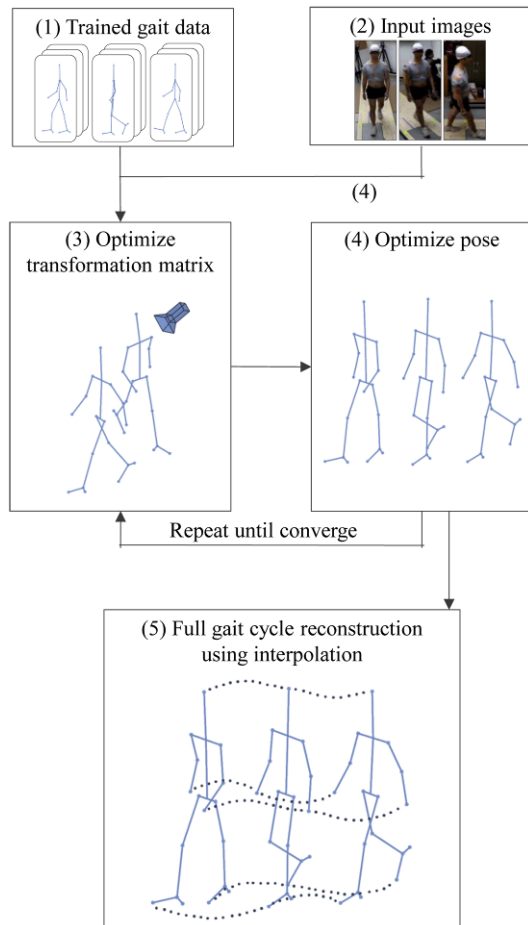 (1) Trained gait data
(2) Input images
(4)
(3) Optimize
transformation matrix
(4) Optimize pose
Repeat until converge
(5) Full gait cycle reconstruction
using interpolation